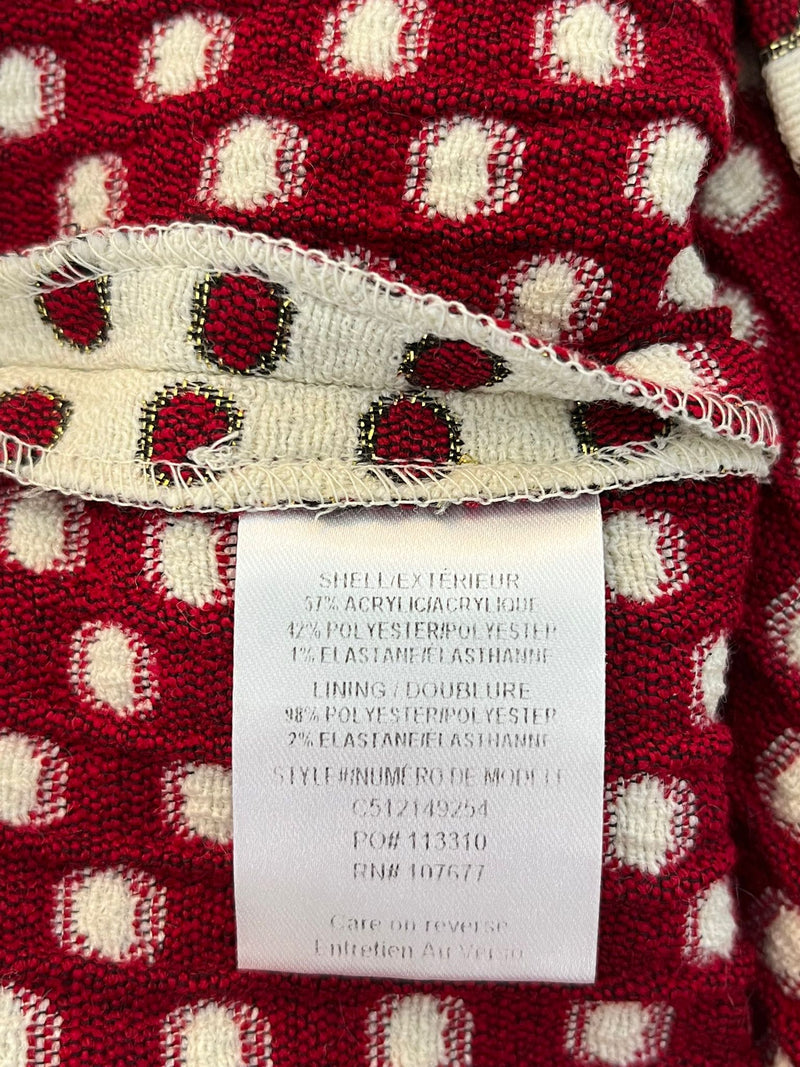 SHELL/EXTÉRIEUR
57% ACRYLIC/ACRYLIQUE
42% POLYESTER/POLYESTER
1% ELASTANE/ELASTHANNE
LINING / DOUBLURE
98% POLYESTER/POLYESTER
2% ELASTANE/ELASTHANNE
STYLE#/NUMÉRO DE MODELE
C512149254
PO# 113310
RN# 107677
Care on reverse
Entretien Au Verso